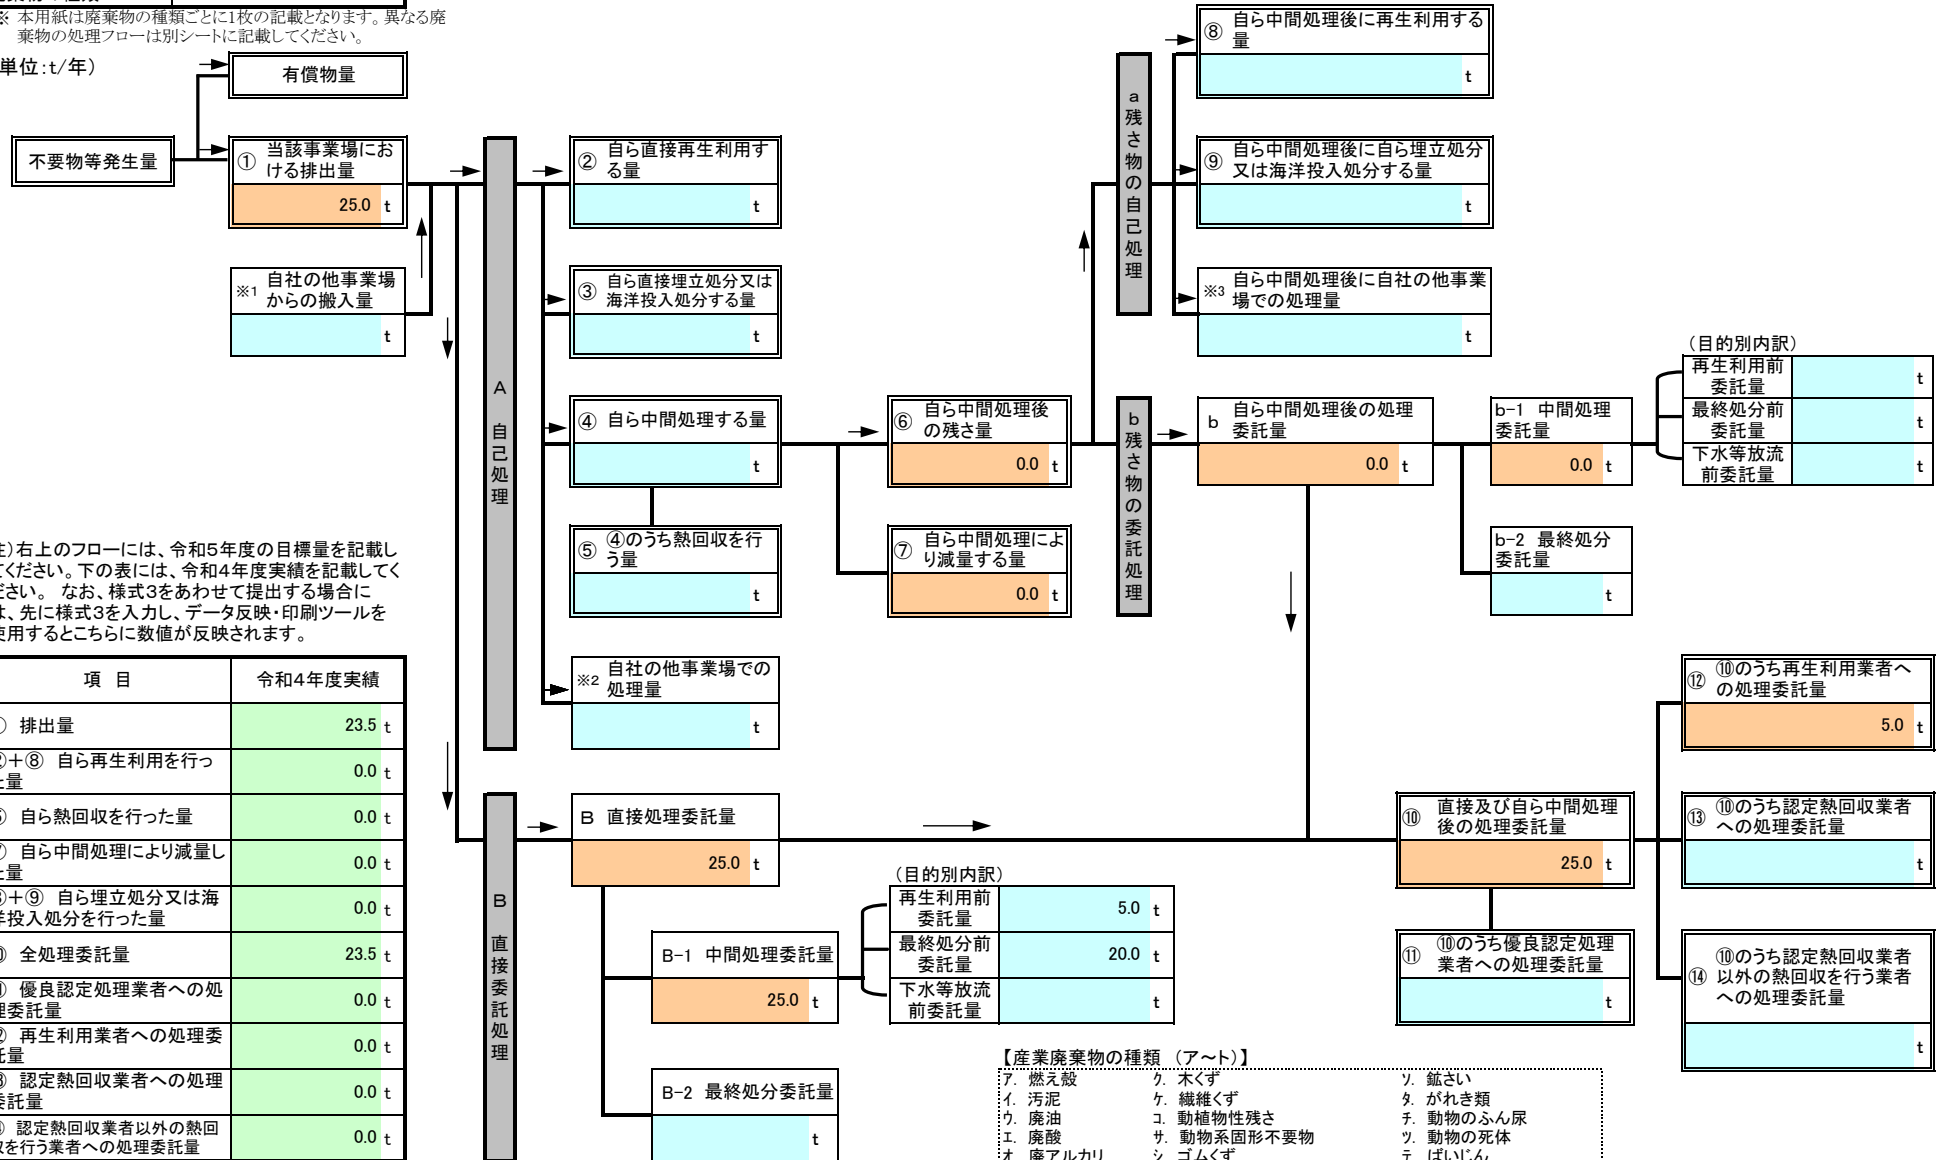 ※ 本用紙は廃棄物の種類ごとに1枚の記載となります。異なる廃
棄物の処理フローは別シートに記載してください。
単位:t/年)
有償物量
不要物等発生量
① 当該事業場にお
ける排出量
25.0 t
※1 自社の他事業場
からの搬入量
t
A 自己処理
② 自ら直接再生利用す
る量
t
③ 自ら直接埋立処分又は
海洋投入処分する量
t
④ 自ら中間処理する量
t
⑤ ④のうち熱回収を行
う量
t
※2 自社の他事業場での
処理量
t
⑥ 自ら中間処理後
の残さ量
0.0 t
⑦ 自ら中間処理によ
り減量する量
0.0 t
a 残さ物の自己処理
⑧ 自ら中間処理後に再生利用する
量
t
⑨ 自ら中間処理後に自ら埋立処分
又は海洋投入処分する量
t
※3 自ら中間処理後に自社の他事業
場での処理量
t
b 残さ物の委託処理
b 自ら中間処理後の処理
委託量
0.0 t
b-1 中間処理
委託量
0.0 t
(目的別内訳)
再生利用前
委託量
t
最終処分前
委託量
t
下水等放流
前委託量
t
b-2 最終処分
委託量
t
)右上のフローには、令和5年度の目標量を記載し
ください。下の表には、令和4年度実績を記載してく
さい。 なお、様式3をあわせて提出する場合に
、先に様式3を入力し、データ反映・印刷ツールを
用するとこちらに数値が反映されます。
項 目 令和4年度実績
排出量 23.5 t
+⑧ 自ら再生利用を行っ
量 0.0 t
自ら熱回収を行った量 0.0 t
自ら中間処理により減量し
量 0.0 t
+⑨ 自ら埋立処分又は海
投入処分を行った量 0.0 t
全処理委託量 23.5 t
優良認定処理業者への処
理委託量 0.0 t
再生利用業者への処理委
託量 0.0 t
認定熱回収業者への処理
委託量 0.0 t
認定熱回収業者以外の熱回
収を行う業者への処理委託量 0.0 t
B 直接委託処理
B 直接処理委託量
25.0 t
B-1 中間処理委託量
25.0 t
(目的別内訳)
再生利用前
委託量
5.0 t
最終処分前
委託量
20.0 t
下水等放流
前委託量
t
B-2 最終処分委託量
t
⑩ 直接及び自ら中間処理
後の処理委託量
25.0 t
⑪ ⑩のうち優良認定処理
業者への処理委託量
t
⑫ ⑩のうち再生利用業者へ
の処理委託量
5.0 t
⑬ ⑩のうち認定熱回収業者
への処理委託量
t
⑭ ⑩のうち認定熱回収業者
以外の熱回収を行う業者
への処理委託量
t
【産業廃棄物の種類 (ア~ト)】
ア. 燃え殻 ク. 木くず ソ. 鉱さい
イ. 汚泥 ケ. 繊維くず タ. がれき類
ウ. 廃油 コ. 動植物性残さ チ. 動物のふん尿
エ. 廃酸 サ. 動物系固形不要物 ツ. 動物の死体
オ. 廃アルカリ シ. ゴムくず テ. ばいじん